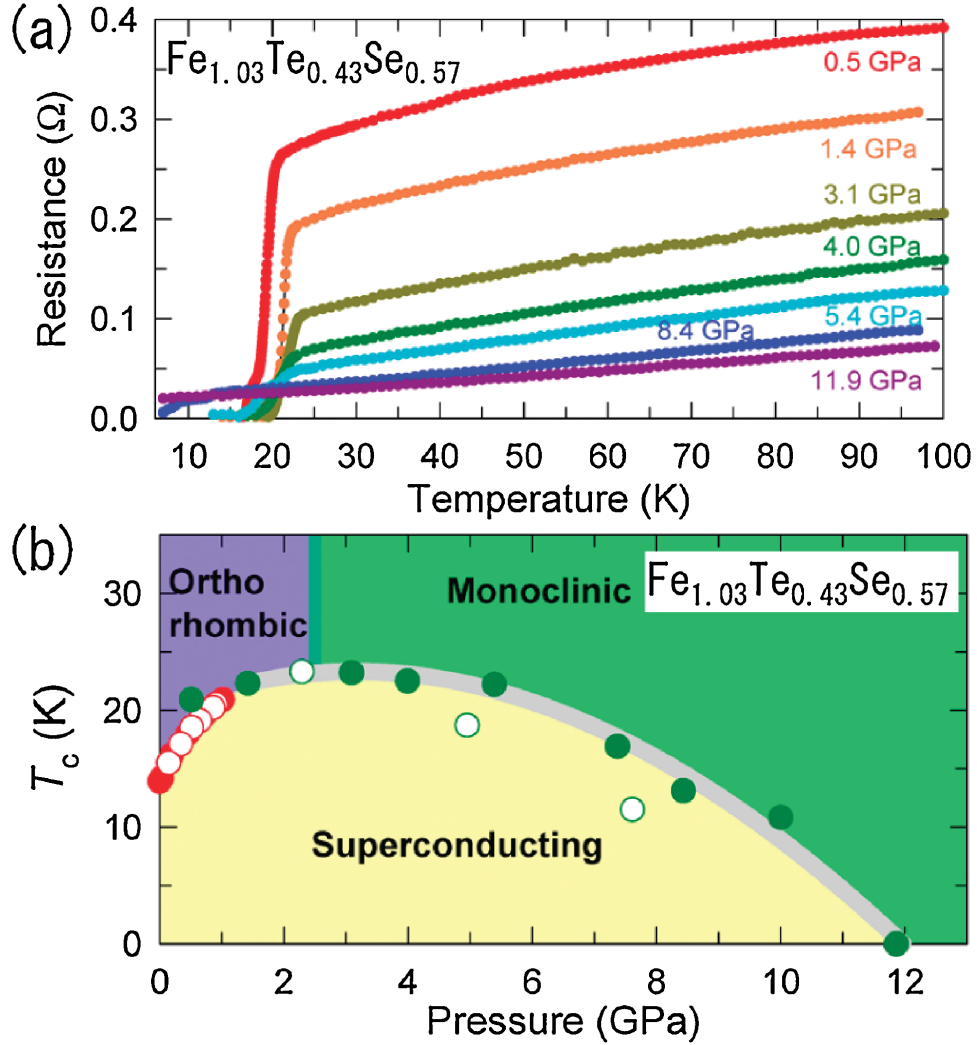 (a)
Fe1.03Te0.43Se0.57
0.4
0.3
0.2
0.1
0.0
Resistance (Ω)
0.5 GPa
1.4 GPa
3.1 GPa
4.0 GPa
5.4 GPa
8.4 GPa
11.9 GPa
10 20 30 40 50 60 70 80 90 100
Temperature (K)
(b)
Ortho
rhombic
Monoclinic
Fe1.03Te0.43Se0.57
30
20
10
0
Tc (K)
Superconducting
0 2 4 6 8 10 12
Pressure (GPa)